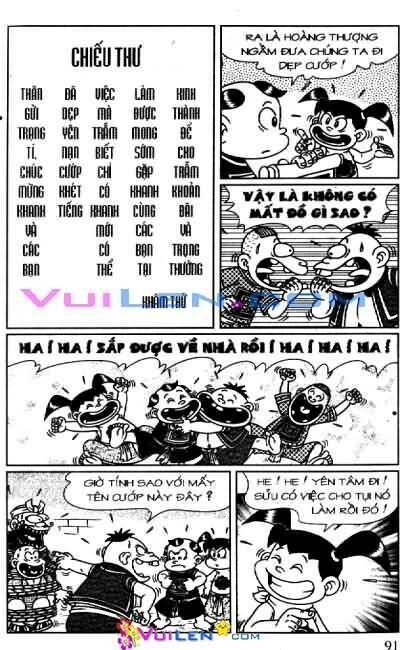 CHIẾU THƯ
THÂN ĐÃ VIỆC LÀM KINH
GỬI DẸP MÀ ĐƯỢC THÀNH
TRẠNG YÊN TRẪM MONG ĐỂ
TÍ, NẠN BIẾT SỚM CHO
CHÚC CƯỚP CHỈ GẶP TRẪM
MỪNG KHÉT CÓ KHANH KHOẢN
KHANH TIẾNG KHANH CÙNG ĐÃI
VÀ MỚI CÁC VÀ
CÁC CÓ BẠN TRỌNG
BẠN THỂ TẠI THƯỞNG
KHÂM THỬ
RA LÀ HOÀNG THƯỢNG
NGẦM ĐƯA CHÚNG TA ĐI
DẸP CƯỚP!
VẬY LÀ KHÔNG CÓ
MẤT ĐỒ GÌ SAO?
VUILEN.COM
HA! HA! SẮP ĐƯỢC VỀ NHÀ RỒI! HA! HA! HA!
GIỜ TÍNH SAO VỚI MẤY
TÊN CƯỚP NÀY ĐÂY?
HE! HE! YÊN TÂM ĐI!
SỬU CÓ VIỆC CHO TỤI NÓ
LÀM RỒI ĐÓ!
VUILEN.COM
91